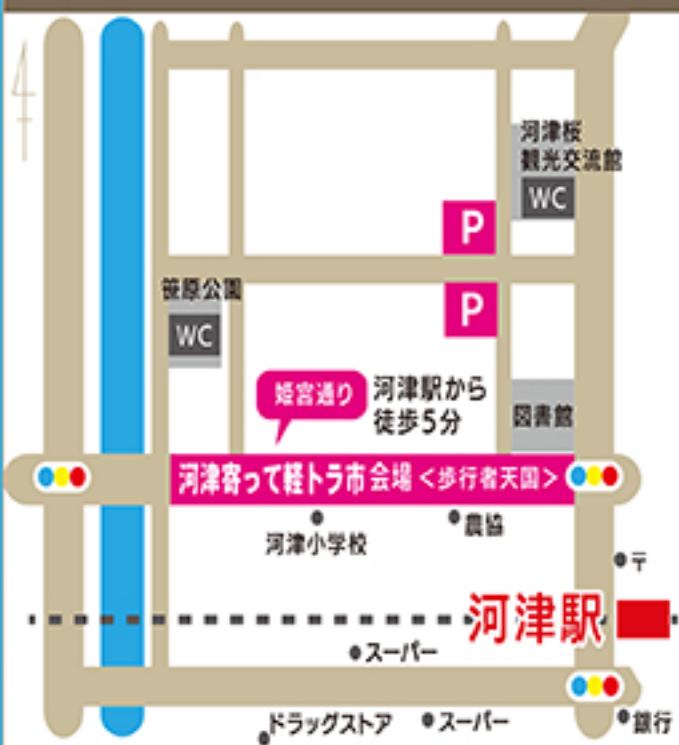 河津桜
観光交流館
WC
P
笹原公園
P
WC
姫宮通り
河津駅から
徒歩5分
図書館
河津寄って軽トラ市会場＜歩行者天国＞
農協
河津小学校
〒
河津駅
スーパー
ドラッグストア
スーパー
銀行